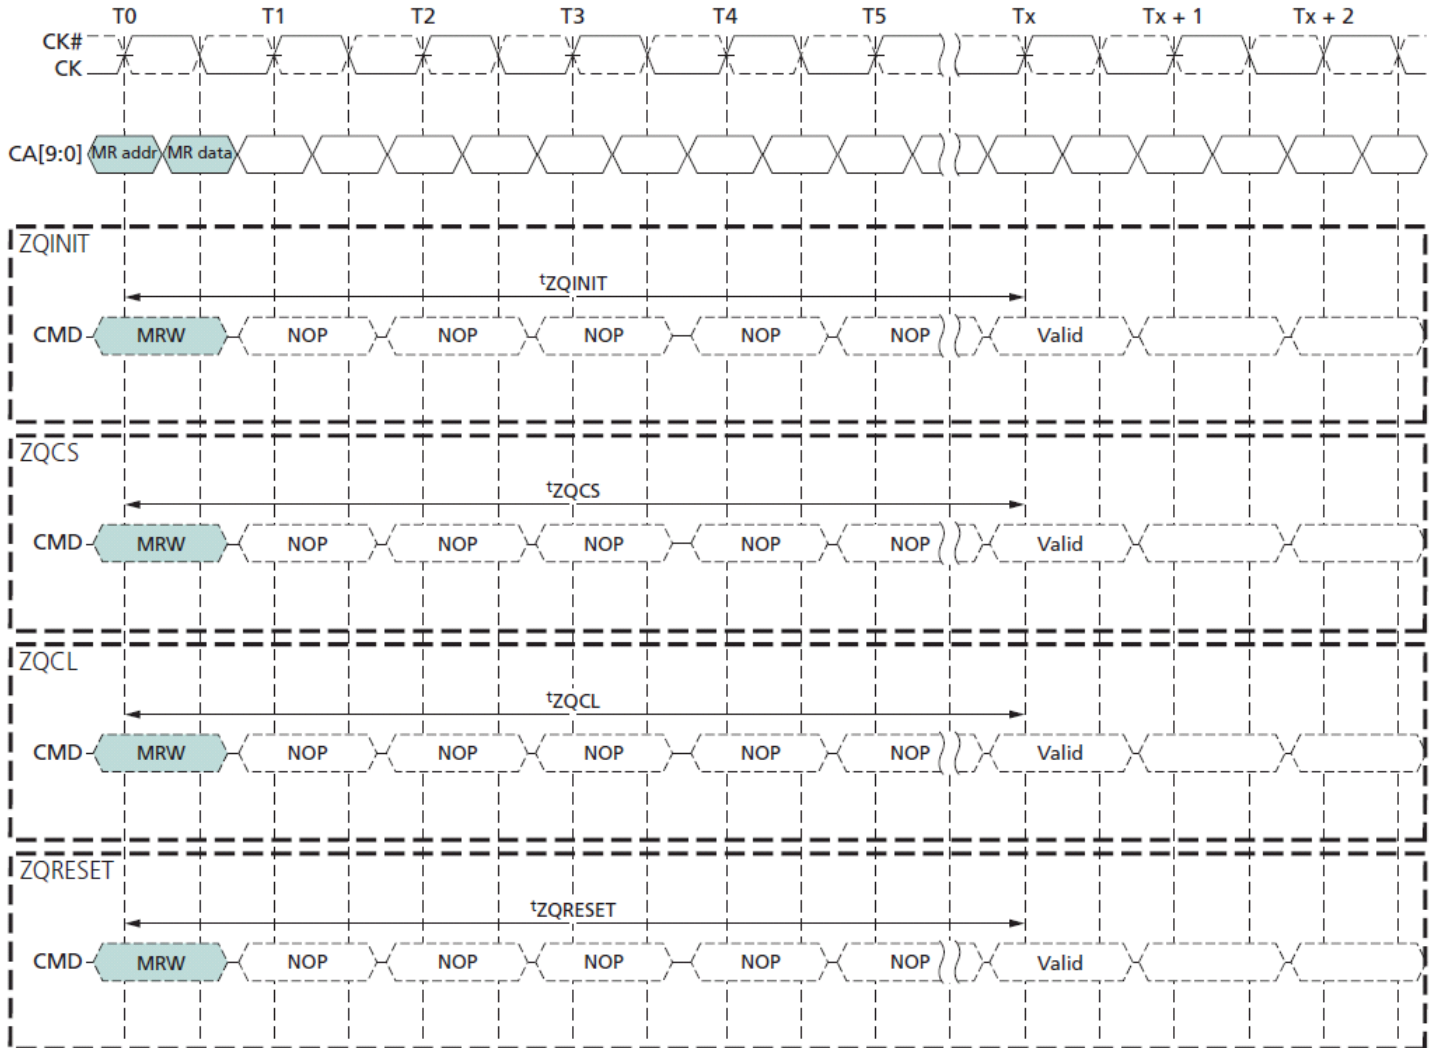 T0 T1 T2 T3 T4 T5 Tx Tx + 1 Tx + 2
CK#
CK
CA[9:0] MR addr MR data
ZQINIT
tZQINIT
CMD MRW NOP NOP NOP NOP NOP Valid
ZQCS
tZQCS
CMD MRW NOP NOP NOP NOP NOP Valid
ZQCL
tZQCL
CMD MRW NOP NOP NOP NOP NOP Valid
ZQRESET
tZQRESET
CMD MRW NOP NOP NOP NOP NOP Valid